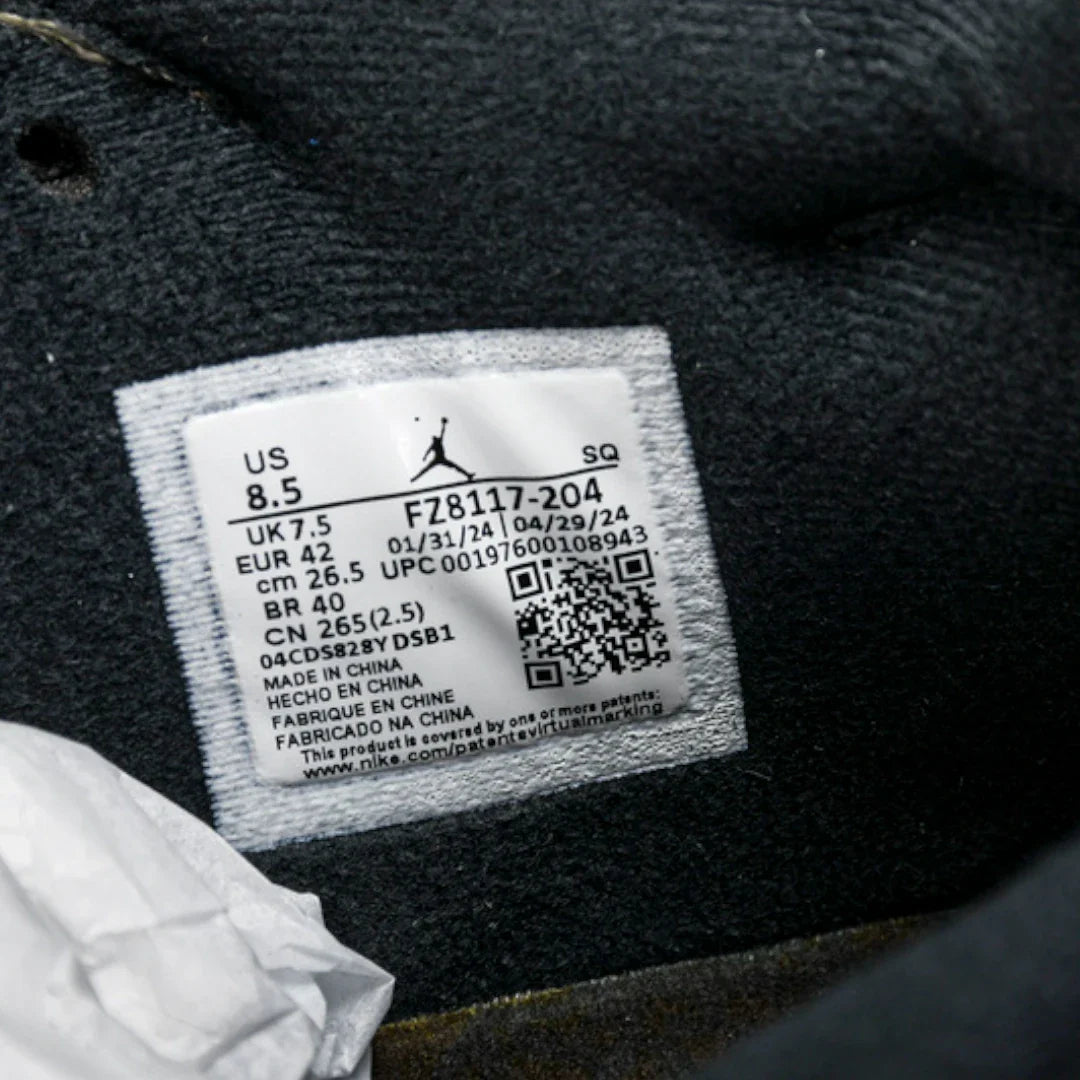 US
SQ
8.5
FZ8117-204
UK 7.5
01/31/24 | 04/29/24
EUR 42
UPC 00197600108943
cm 26.5
BR 40
CN 265(2.5)
04CDS828Y DSB1
MADE IN CHINA
HECHO EN CHINA
FABRIQUE EN CHINE
FABRICADO NA CHINA
This product is covered by one or more patents:
www.nike.com/patentsvirtualmarking